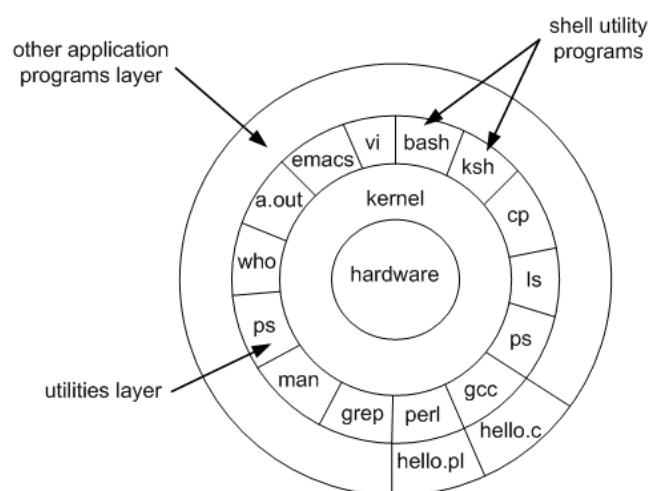 shell utility
programs
other application
programs layer
vi
bash
emacs
ksh
a.out
kernel
cp
who
hardware
ls
ps
ps
utilities layer
man
gcc
grep
perl
hello.c
hello.pl